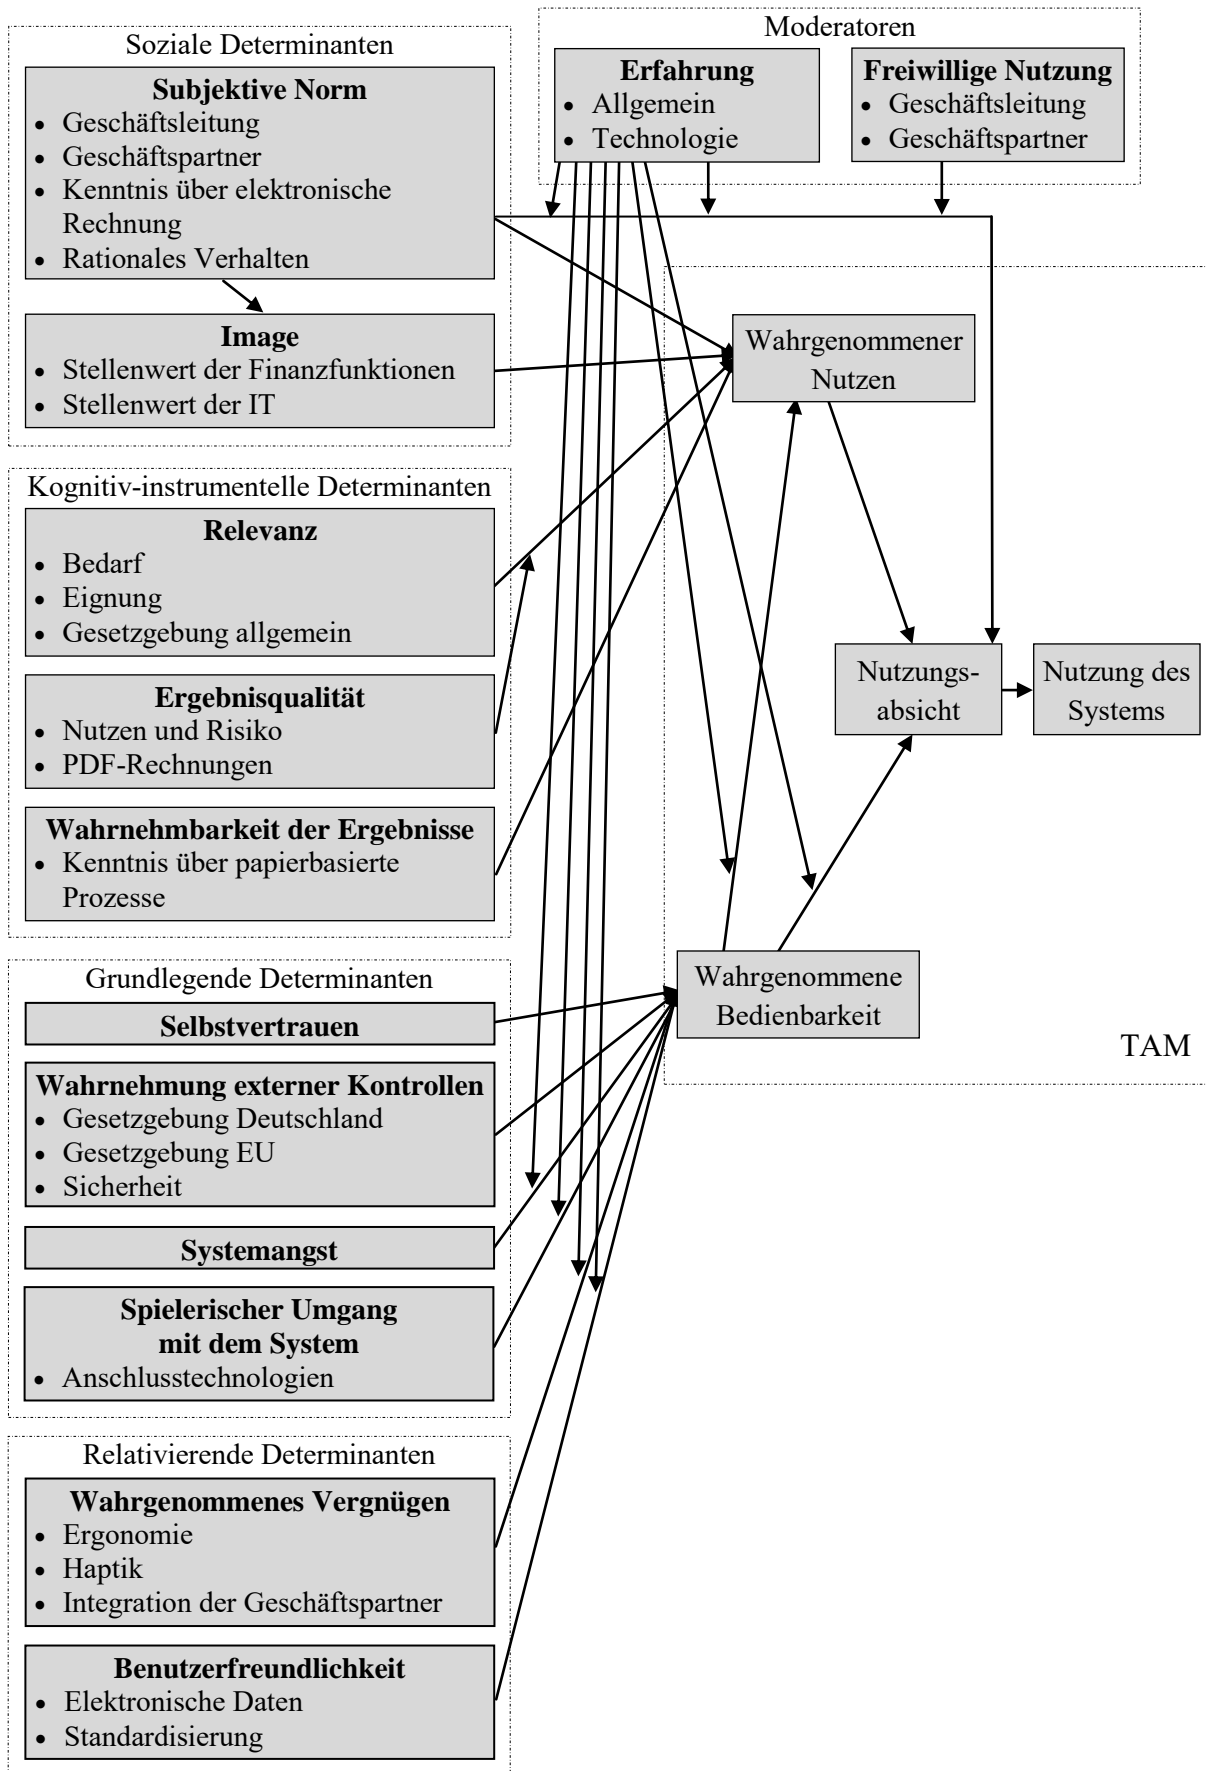 Soziale Determinanten
Subjektive Norm
• Geschäftsleitung
• Geschäftspartner
• Kenntnis über elektronische
Rechnung
• Rationales Verhalten
Image
• Stellenwert der Finanzfunktionen
• Stellenwert der IT
Moderatoren
Erfahrung
• Allgemein
• Technologie
Freiwillige Nutzung
• Geschäftsleitung
• Geschäftspartner
Kognitiv-instrumentelle Determinanten
Relevanz
• Bedarf
• Eignung
• Gesetzgebung allgemein
Ergebnisqualität
• Nutzen und Risiko
• PDF-Rechnungen
Wahrnehmbarkeit der Ergebnisse
• Kenntnis über papierbasierte
Prozesse
Grundlegende Determinanten
Selbstvertrauen
Wahrnehmung externer Kontrollen
• Gesetzgebung Deutschland
• Gesetzgebung EU
• Sicherheit
Systemangst
Spielerischer Umgang
mit dem System
• Anschlusstechnologien
Relativierende Determinanten
Wahrgenommenes Vergnügen
• Ergonomie
• Haptik
• Integration der Geschäftspartner
Benutzerfreundlichkeit
• Elektronische Daten
• Standardisierung
Wahrgenommener
Nutzen
Nutzungs-
absicht
Nutzung des
Systems
Wahrgenommene
Bedienbarkeit
TAM